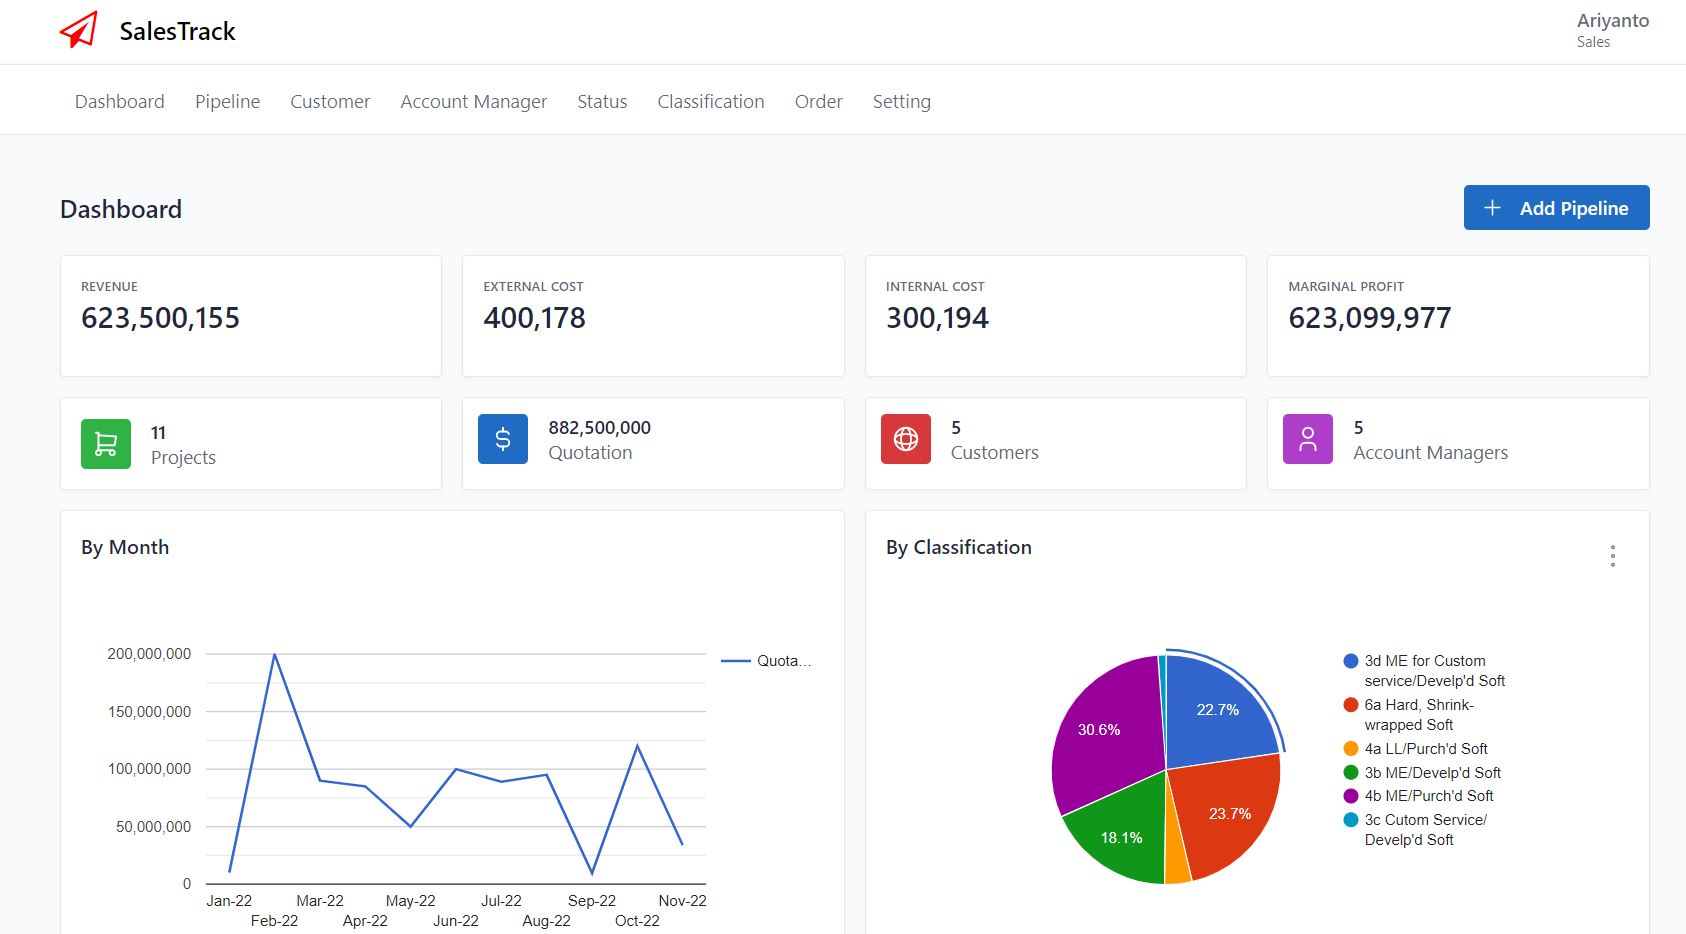 SalesTrack
Ariyanto
Sales
Dashboard Pipeline Customer Account Manager Status Classification Order Setting
Dashboard
+ Add Pipeline
REVENUE
623,500,155
EXTERNAL COST
400,178
INTERNAL COST
300,194
MARGINAL PROFIT
623,099,977
11
Projects
$
882,500,000
Quotation
5
Customers
5
Account Managers
By Month
200,000,000
150,000,000
100,000,000
50,000,000
0
Jan-22
Feb-22
Mar-22
Apr-22
May-22
Jun-22
Jul-22
Aug-22
Sep-22
Oct-22
Nov-22
Quota...
By Classification
22.7%
23.7%
18.1%
30.6%
3d ME for Custom
service/Develp'd Soft
6a Hard, Shrink-
wrapped Soft
4a LL/Purch'd Soft
3b ME/Develp'd Soft
4b ME/Purch'd Soft
3c Cutom Service/
Develp'd Soft